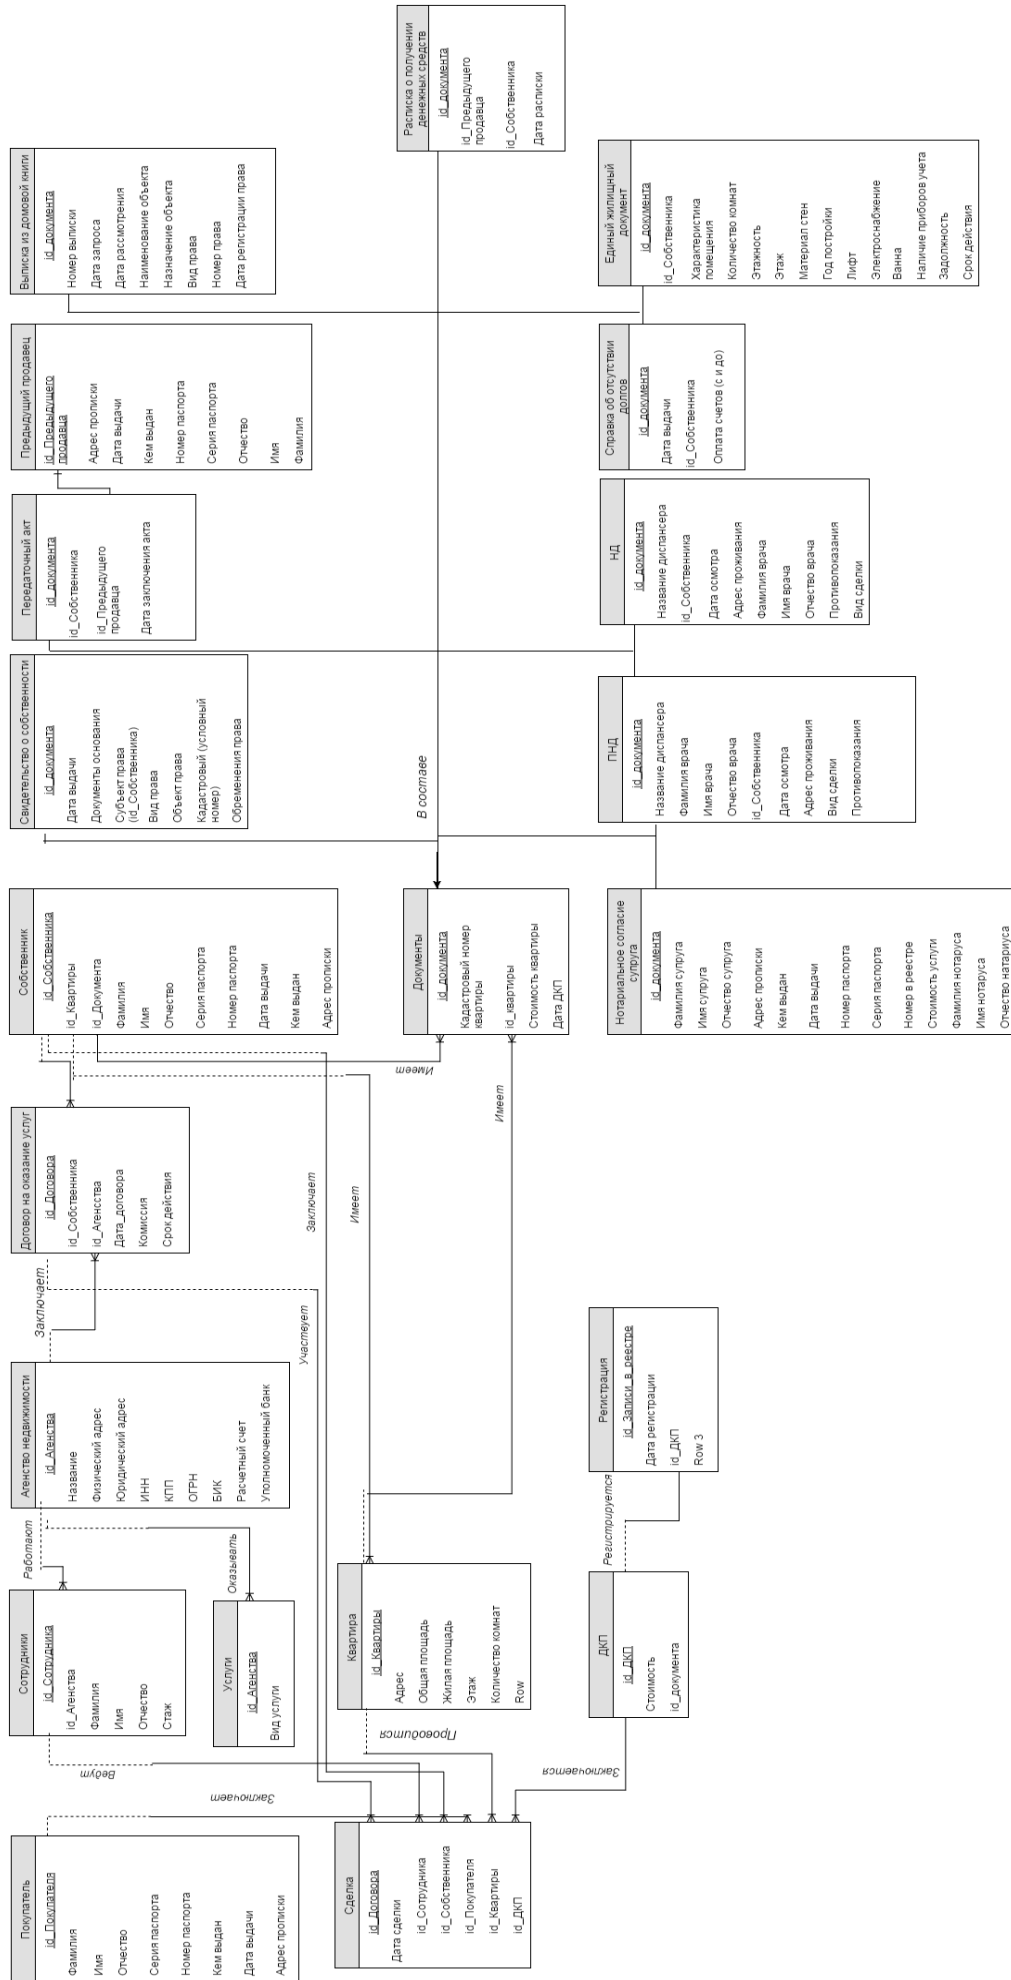 Покупатель
id_Покупателя
Фамилия
Имя
Отчество
Серия паспорта
Номер паспорта
Кем выдан
Дата выдачи
Адрес прописки
Сотрудники
id_Сотрудника
id_Агенства
Фамилия
Имя
Отчество
Стаж
Агенство недвижимости
id_Агенства
Название
Физический адрес
Юридический адрес
ИНН
КПП
ОГРН
БИК
Расчетный счет
Уполномоченный банк
Договор на оказание услуг
id_Договора
id_Собственника
id_Агенсства
Дата_договора
Комиссия
Срок действия
Собственник
id_Собственника
id_Квартиры
id_Документа
Фамилия
Имя
Отчество
Серия паспорта
Номер паспорта
Дата выдачи
Кем выдан
Адрес прописки
Свидетельство о собственности
id_документа
Дата выдачи
Документы основания
Субъект права
(id_Собственника)
Вид права
Объект права
Кадастровый (условный
номер)
Обременения права
Передаточный акт
id_документа
id_Собственника
id_Предыдущего
продавца
Дата заключения акта
Предыдущий продавец
id_Предыдущего
продавца
Адрес прописки
Дата выдачи
Кем выдан
Номер паспорта
Серия паспорта
Отчество
Имя
Фамилия
Выписка из домовой книги
id_документа
Номер выписки
Дата запроса
Дата рассмотрения
Наименование объекта
Назначение объекта
Вид права
Номер права
Дата регистрации права
Работают
Заключает
Ведут
Оказывать
Услуги
id_Агенства
Вид услуги
Заключает
Участвует
Заключает
Имеет
Имеет
Имеет
В составе
Сделка
id_Договора
Дата сделки
id_Сотрудника
id_Собственника
id_Покупателя
id_Квартиры
id_ДКП
Проводится
Квартира
id_Квартиры
Адрес
Общая площадь
Жилая площадь
Этаж
Количество комнат
Row
Документы
id_документа
Кадастровый номер
квартиры
id_квартиры
Стоимость квартиры
Дата ДКП
Расписка о получении
денежных средств
id_документа
id_Предыдущего
продавца
id_Собственника
Дата расписки
Заключается
ДКП
id_ДКП
Стоимость
id_документа
Регистрируется
Регистрация
id_Записи_в_реестре
Дата регистрации
id_ДКП
Row 3
Нотариальное согласие
супруга
id_документа
Фамилия супруга
Имя супруга
Отчество супруга
Адрес прописки
Кем выдан
Дата выдачи
Номер паспорта
Серия паспорта
Номер в реестре
Стоимость услуги
Фамилия нотаруса
Имя нотаруса
Отчество натариуса
ПНД
id_документа
Название диспансера
Фамилия врача
Имя врача
Отчество врача
id_Собственника
Дата осмотра
Адрес проживания
Вид сделки
Противопоказания
НД
id_документа
Название диспансера
id_Собственника
Дата осмотра
Адрес проживания
Фамилия врача
Имя врача
Отчество врача
Противопоказания
Вид сделки
Справка об отсутствии
долгов
id_документа
Дата выдачи
id_Собственника
Оплата счетов (с и до)
Единый жилищный
документ
id_документа
id_Собственника
Характеристика
помещения
Количество комнат
Этажность
Этаж
Материал стен
Год постройки
Лифт
Электроснабжение
Ванна
Наличие приборов учета
Задолжность
Срок действия